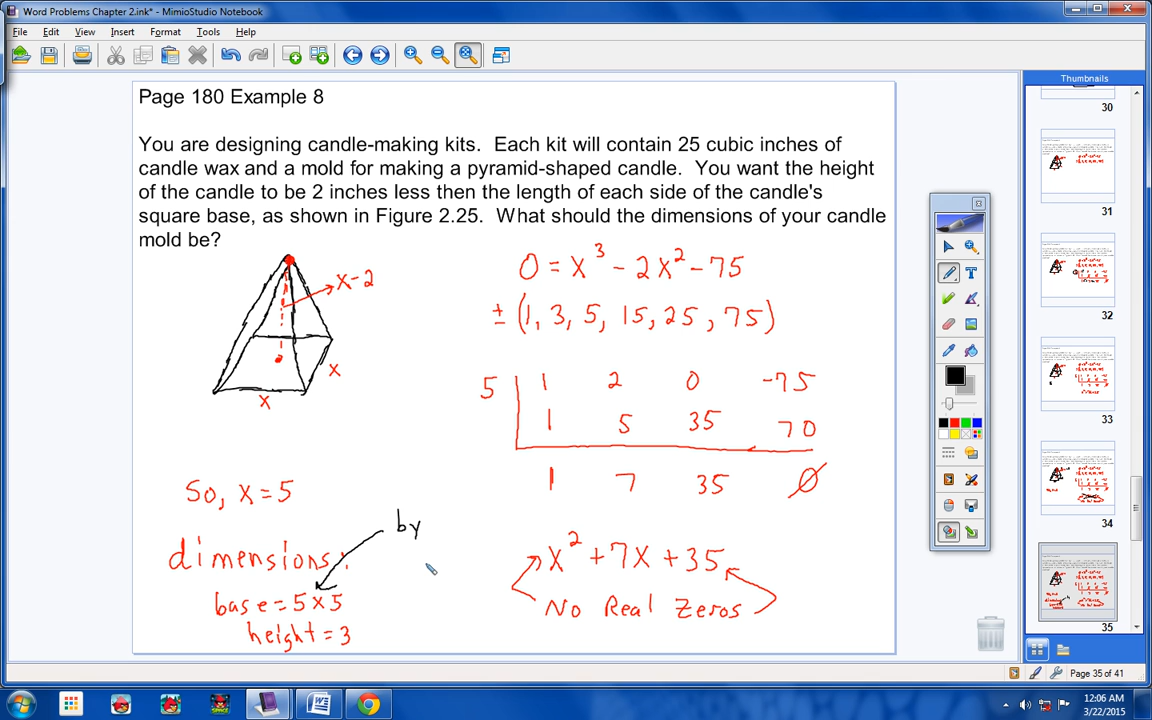 Word Problems Chapter 2.ink* - MimioStudio Notebook
File Edit View Insert Format Tools Help
Page 180 Example 8
You are designing candle-making kits. Each kit will contain 25 cubic inches of
candle wax and a mold for making a pyramid-shaped candle. You want the height
of the candle to be 2 inches less then the length of each side of the candle's
square base, as shown in Figure 2.25. What should the dimensions of your candle
mold be?
x-2
x
x
0 = x³ - 2x² - 75
± (1, 3, 5, 15, 25, 75)
5 | 1 2 0 -75
1 5 35 70
1 7 35 0
So, x = 5
by
dimensions:
base = 5 x 5
height = 3
x² + 7x + 35
No Real Zeros
Thumbnails
30
31
32
33
34
35
Page 35 of 41
12:06 AM
3/22/2015